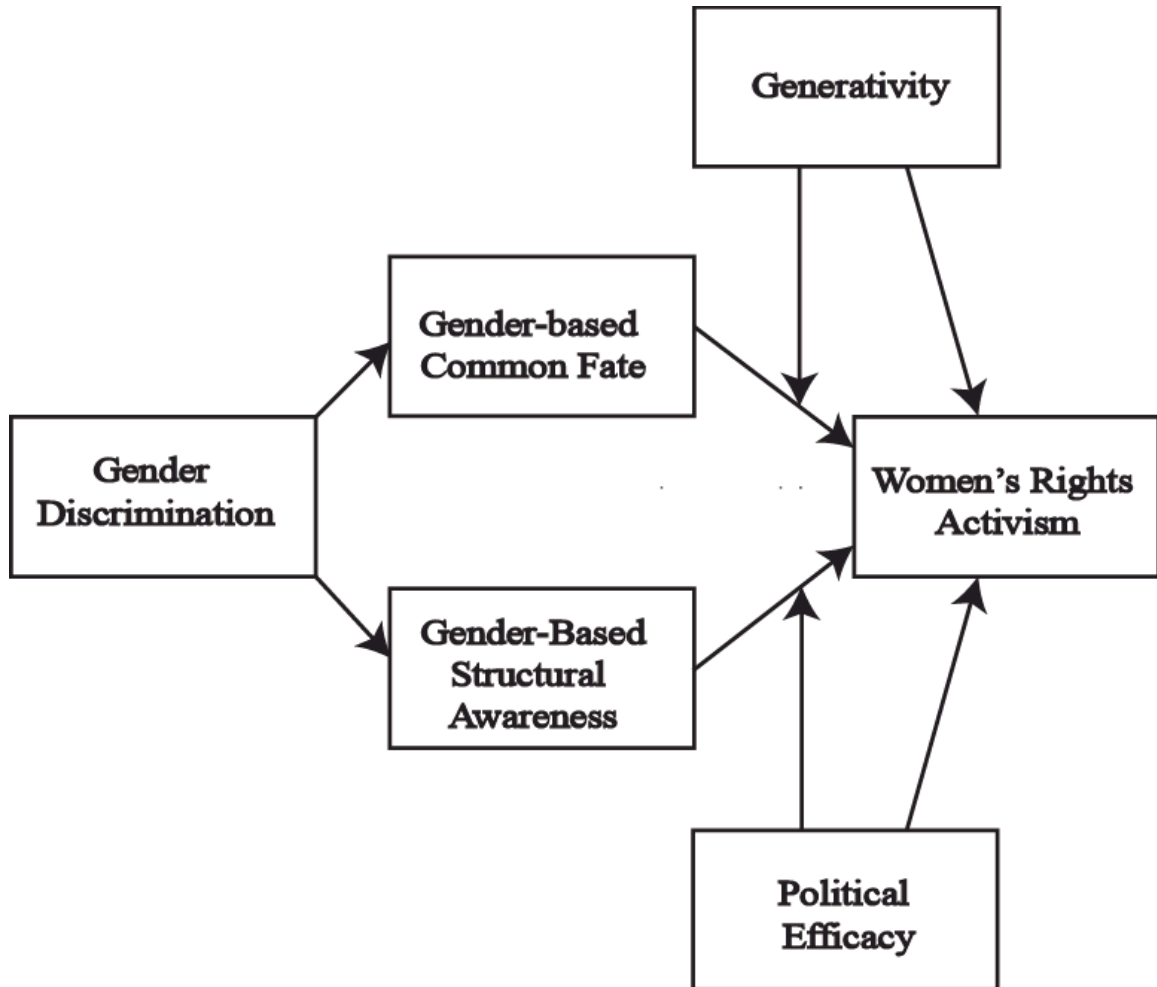 Generativity
Gender-based
Common Fate
Gender
Discrimination
Women's Rights
Activism
Gender-Based
Structural
Awareness
Political
Efficacy